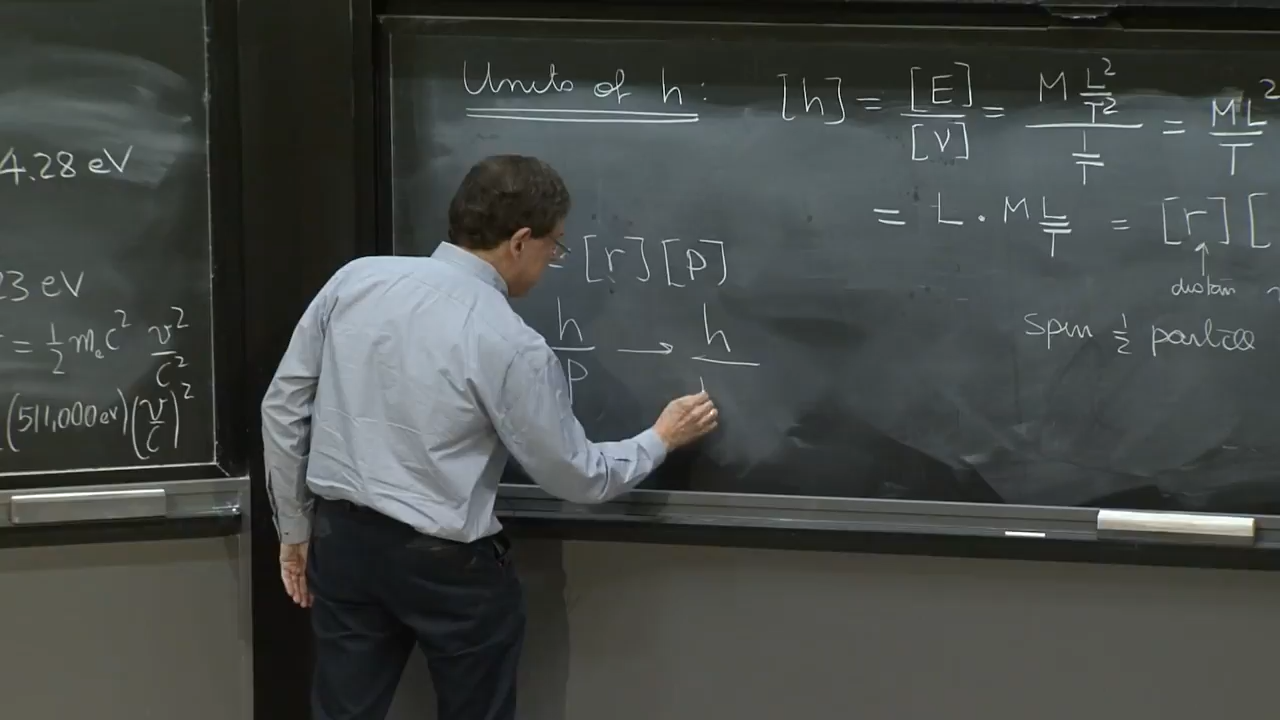 4.28 eV
23 eV
= 1/2 mₑc² v²/c²
(511,000 eV)(v/c)²
Units of h: [h] = [E]/[ν] = M L²/T² / 1/T = ML²/T
= L · M L/T = [r] [
distan
spin 1/2 particle
= [r][p]
h/p → h